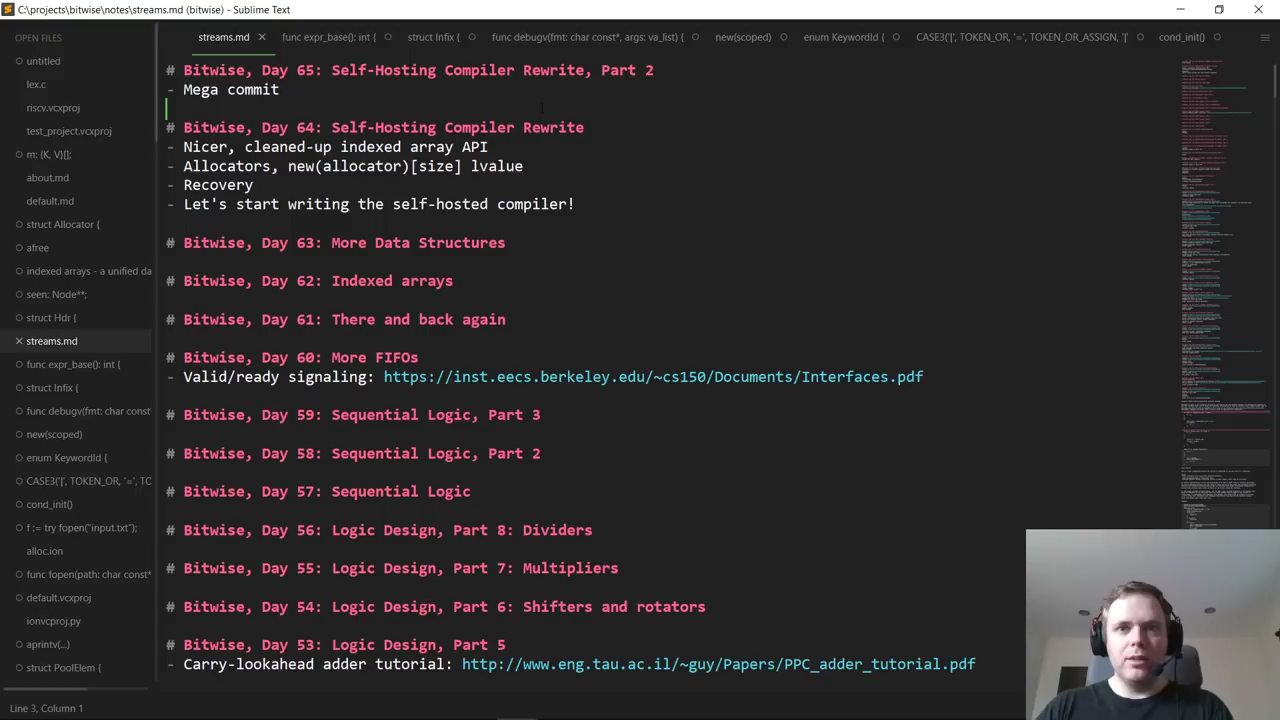 C:\projects\bitwise\notes\streams.md (bitwise) - Sublime Text
OPEN FILES
untitled
lex.c
riscv.vcxproj
test_project.vcxproj
m: [K, V][];
about.md
default.md
struct Allocator {
afree
indexed arrays - a unified da
seen: Node**;
struct Hdr {
streams.md
func expr_base(): int {
struct Infix {
func debugv(fmt: char const*
new(scoped)
enum KeywordId {
CASE3('|', TOKEN_OR, '=', TO
cond_init()
f := try fopen("input.txt");
alloc.ion
func fopen(path: char const*
default.vcxproj
ionvcproj.py
aprintv(...)
struct PoolElem {
streams.md
func expr_base(): int {
struct Infix {
func debugv(fmt: char const*, args: va_list) {
new(scoped)
enum KeywordId {
CASE3('|', TOKEN_OR, '=', TOKEN_OR_ASSIGN, '|'
cond_init()
# Bitwise, Day 65: Self-Hosting Compiler Rewrite, Part 2
- Mega commit
# Bitwise, Day 64: Self-Hosting Compiler Rewrite
- Nicer, cleaned-up indexed array API
- Allocators, new(allocator)[size] lit
- Recovery
- Let's start writing the self-hosted compiler!
# Bitwise, Day 63: More Data Structures
# Bitwise, Day 62: Indexed arrays
# Bitwise, Day 61: There and back again
# Bitwise, Day 60: More FIFOs
- Valid/ready signaling: https://inst.eecs.berkeley.edu/~cs150/Documents/Interfaces.pdf
# Bitwise, Day 59: Sequential Logic, Part 3
# Bitwise, Day 58: Sequential Logic, Part 2
# Bitwise, Day 57: Sequential Logic
# Bitwise, Day 56: Logic Design, Part 8: Dividers
# Bitwise, Day 55: Logic Design, Part 7: Multipliers
# Bitwise, Day 54: Logic Design, Part 6: Shifters and rotators
# Bitwise, Day 53: Logic Design, Part 5
- Carry-lookahead adder tutorial: http://www.eng.tau.ac.il/~guy/Papers/PPC_adder_tutorial.pdf
Line 3, Column 1